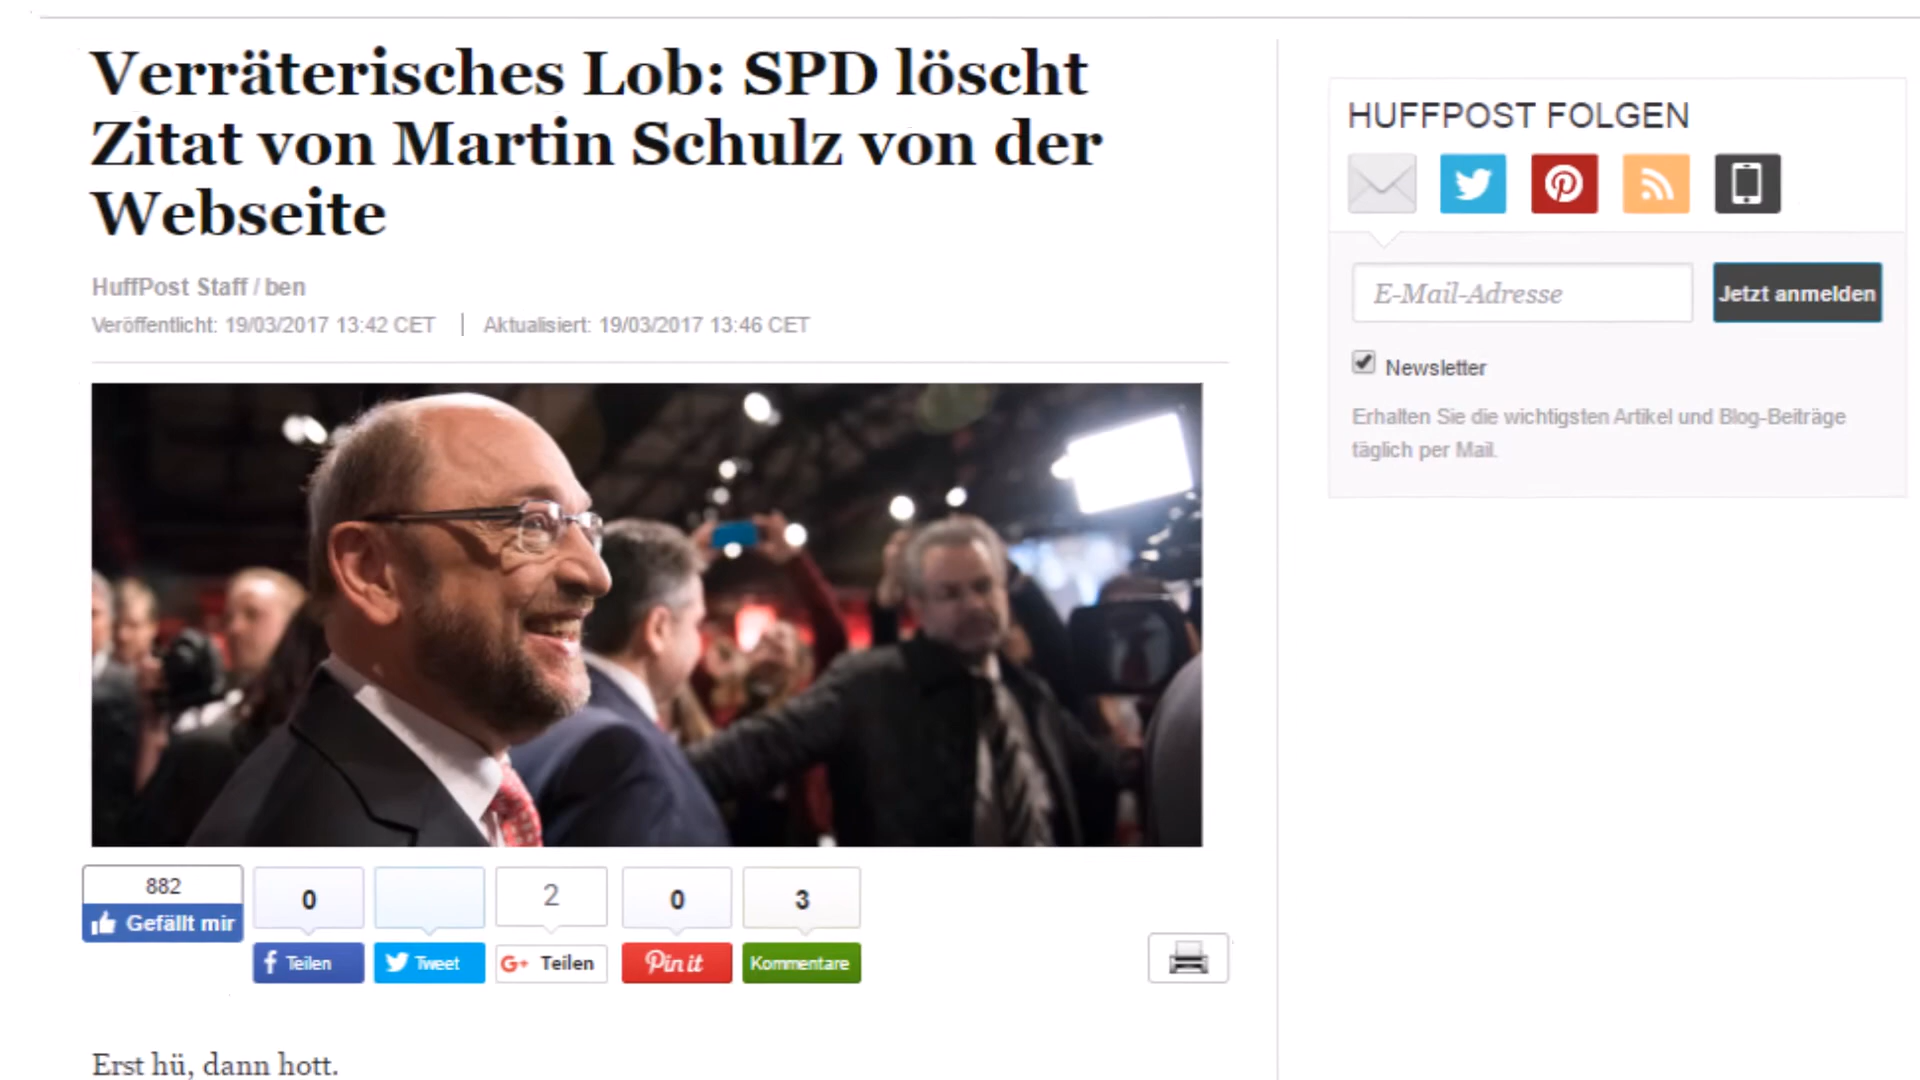 Verräterisches Lob: SPD löscht
Zitat von Martin Schulz von der
Webseite
HuffPost Staff / ben
Veröffentlicht: 19/03/2017 13:42 CET | Aktualisiert: 19/03/2017 13:46 CET
882
Gefällt mir
0
Teilen
Tweet
2
G+ Teilen
0
Pin it
3
Kommentare
Erst hü, dann hott.
HUFFPOST FOLGEN
E-Mail-Adresse
Jetzt anmelden
Newsletter
Erhalten Sie die wichtigsten Artikel und Blog-Beiträge
täglich per Mail.